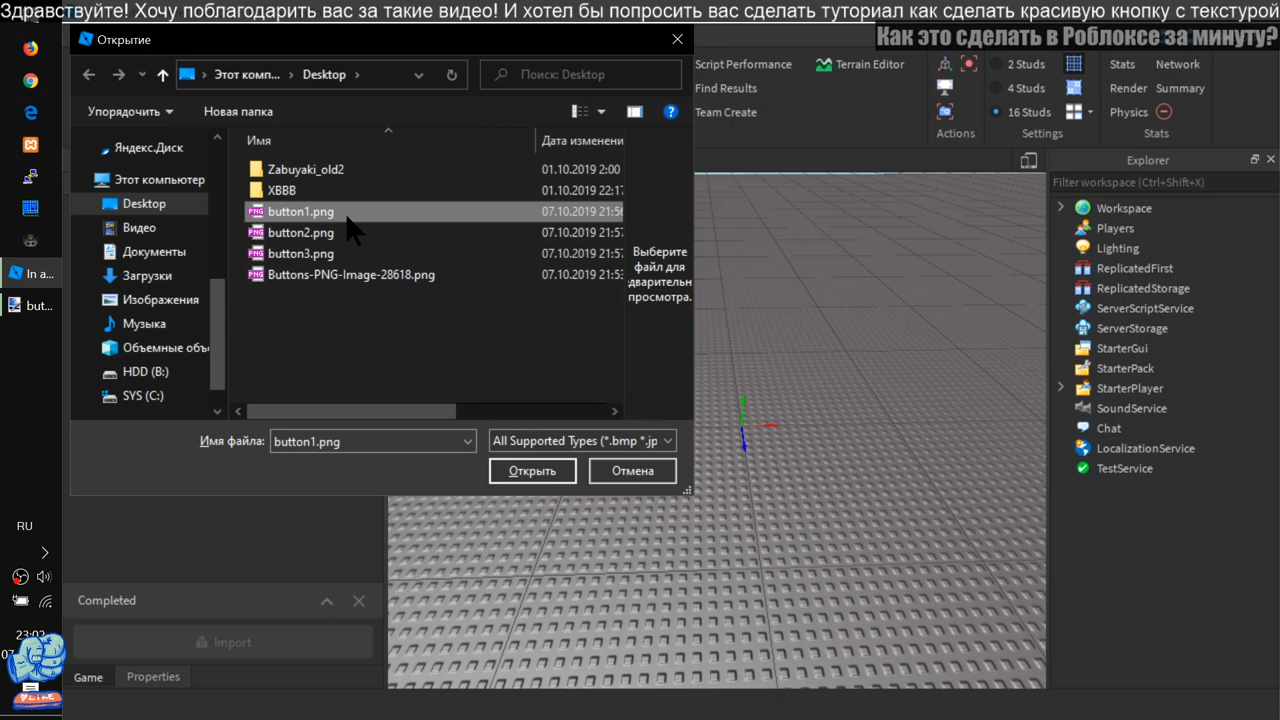 Здравствуйте! Хочу поблагодарить вас за такие видео! И хотел бы попросить вас сделать туториал как сделать красивую кнопку с текстурой
Как это сделать в Роблоксе за минуту?
Открытие
Этот комп...
Desktop
Поиск: Desktop
Упорядочить
Новая папка
Яндекс.Диск
Этот компьютер
Desktop
Видео
Документы
Загрузки
Изображения
Музыка
Объемные объ
HDD (B:)
SYS (C:)
Имя
Дата изменени
Zabuyaki_old2
01.10.2019 2:00
XBBB
01.10.2019 22:17
button1.png
07.10.2019 21:56
button2.png
07.10.2019 21:57
button3.png
07.10.2019 21:57
Buttons-PNG-Image-28618.png
07.10.2019 21:53
Выберите
файл для
дварительн
просмотра.
Имя файла:
button1.png
All Supported Types (*.bmp *.jp
Открыть
Отмена
Script Performance
Terrain Editor
Find Results
Team Create
Actions
2 Studs
4 Studs
16 Studs
Settings
Stats
Network
Render
Summary
Physics
Stats
Explorer
Filter workspace (Ctrl+Shift+X)
Workspace
Players
Lighting
ReplicatedFirst
ReplicatedStorage
ServerScriptService
ServerStorage
StarterGui
StarterPack
StarterPlayer
SoundService
Chat
LocalizationService
TestService
In a...
but...
RU
23:02
Completed
Import
Game
Properties
LIKE